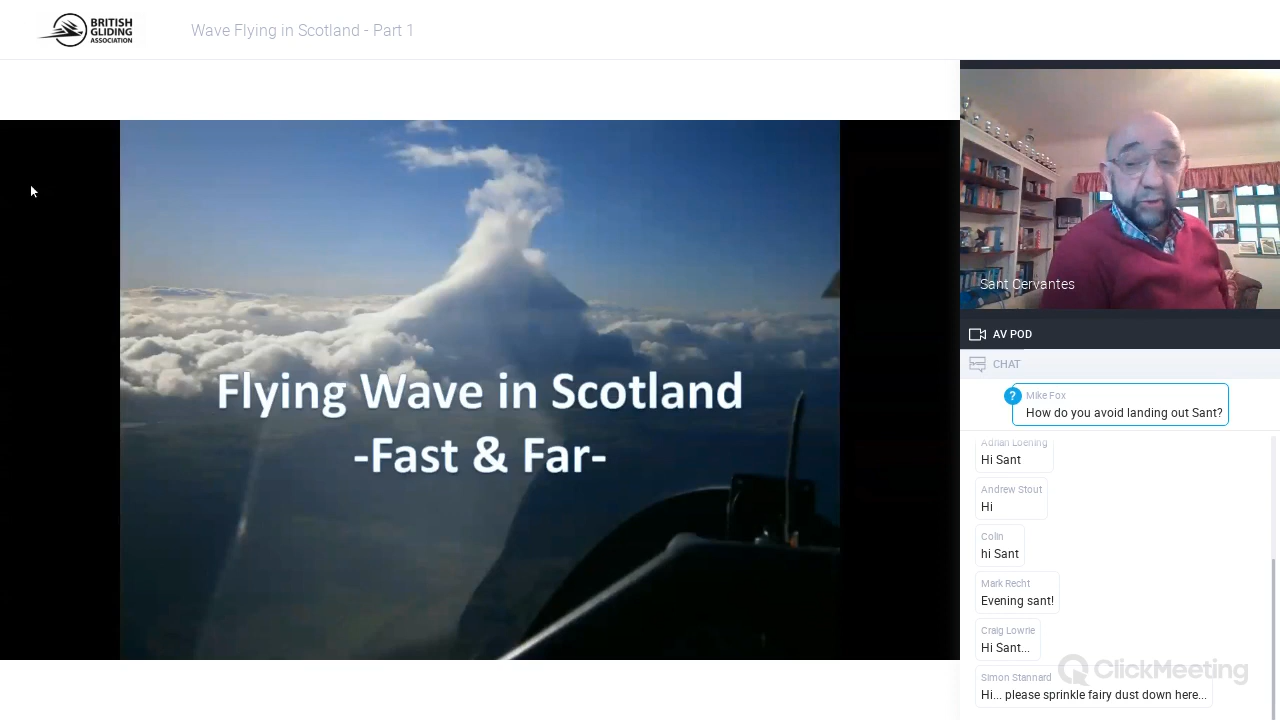 BRITISH
GLIDING
ASSOCIATION
Wave Flying in Scotland - Part 1
Flying Wave in Scotland
-Fast & Far-
Sant Cervantes
AV POD
CHAT
?
Mike Fox
How do you avoid landing out Sant?
Adrian Loening
Hi Sant
Andrew Stout
Hi
Colin
hi Sant
Mark Recht
Evening sant!
Craig Lowrie
Hi Sant...
Simon Stannard
Hi... please sprinkle fairy dust down here...
ClickMeeting